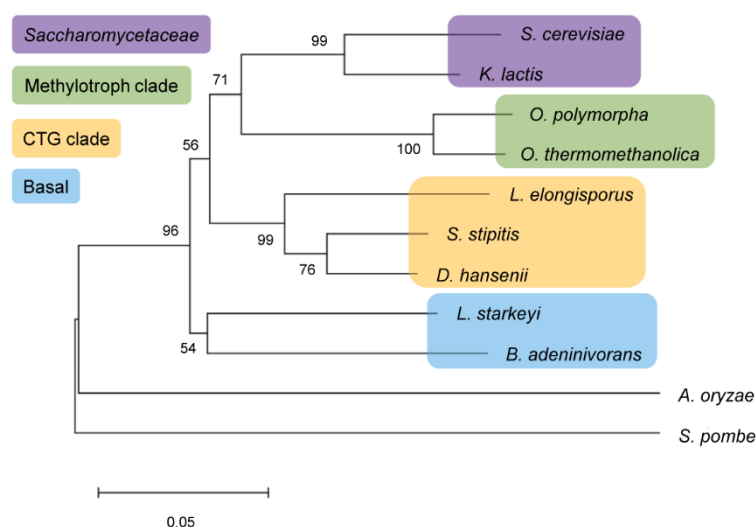 Saccharomycetaceae
Methylotroph clade
CTG clade
Basal
99
71
56
96
100
99
76
54
S. cerevisiae
K. lactis
O. polymorpha
O. thermomethanolica
L. elongisporus
S. stipitis
D. hansenii
L. starkeyi
B. adeninivorans
A. oryzae
S. pombe
0.05